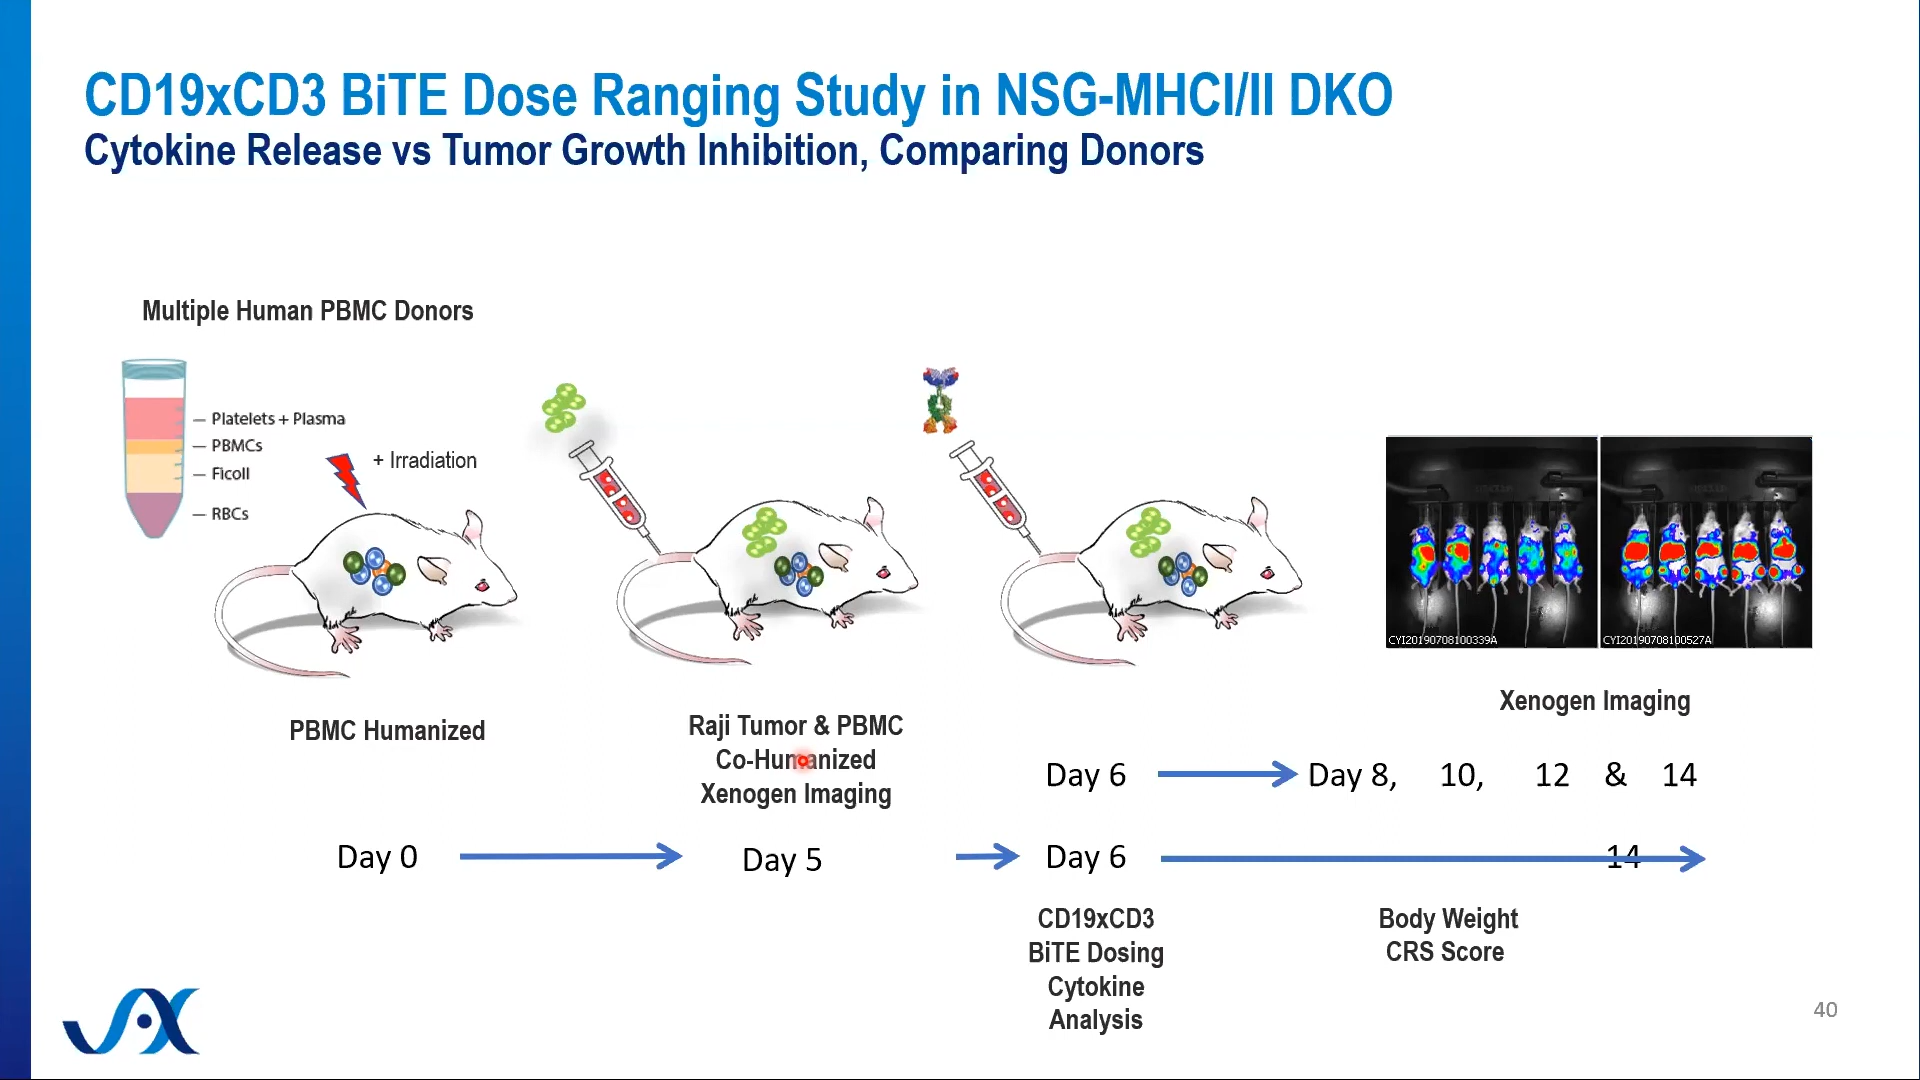 CD19xCD3 BiTE Dose Ranging Study in NSG-MHCI/II DKO
Cytokine Release vs Tumor Growth Inhibition, Comparing Donors
Multiple Human PBMC Donors
Platelets + Plasma
PBMCs
Ficoll
RBCs
+ Irradiation
CYI20190708100339A
CYI20190708100527A
PBMC Humanized
Raji Tumor & PBMC
Co-Humanized
Xenogen Imaging
Xenogen Imaging
Day 6
Day 8, 10, 12 & 14
Day 0
Day 5
Day 6
14
CD19xCD3
BiTE Dosing
Cytokine
Analysis
Body Weight
CRS Score
JAX
40